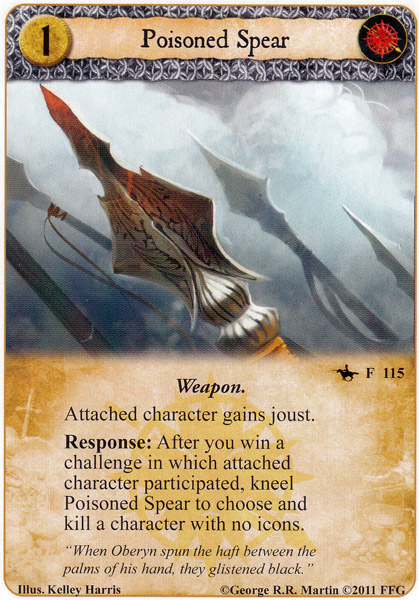 1
Poisoned Spear
F 115
Weapon.
Attached character gains joust.
Response: After you win a
challenge in which attached
character participated, kneel
Poisoned Spear to choose and
kill a character with no icons.
“When Oberyn spun the haft between the
palms of his hand, they glistened black.”
Illus. Kelley Harris ©George R.R. Martin ©2011 FFG